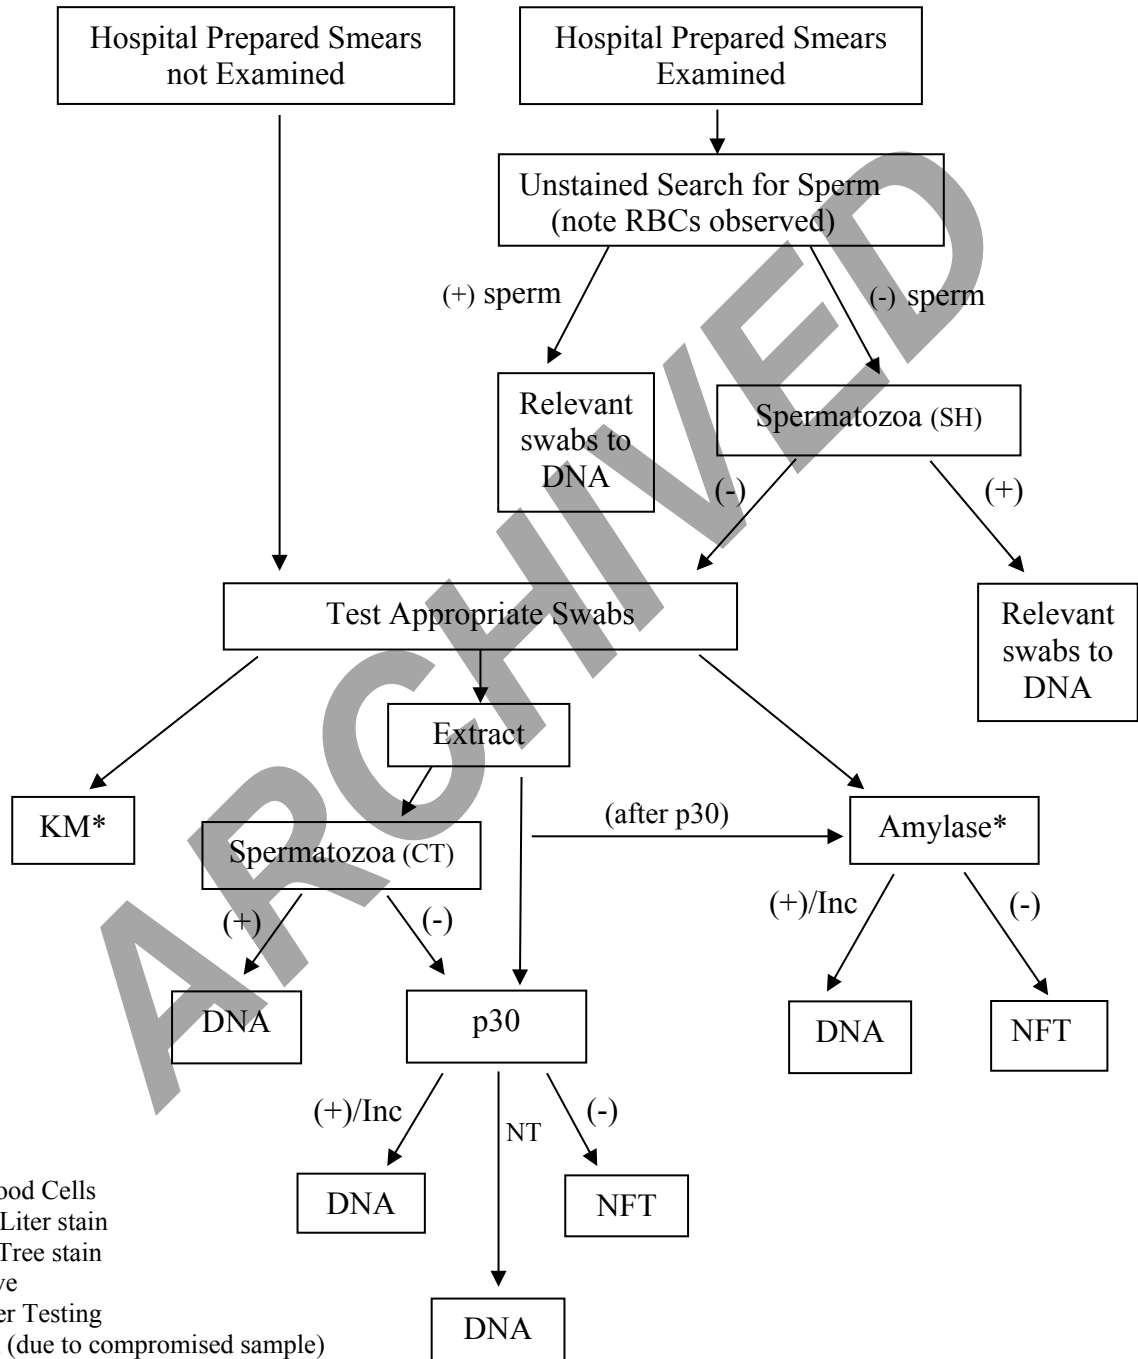 Hospital Prepared Smears
not Examined
Hospital Prepared Smears
Examined
Unstained Search for Sperm
(note RBCs observed)
(+) sperm
(-) sperm
Relevant
swabs to
DNA
Spermatozoa (SH)
(-)
(+)
Test Appropriate Swabs
Relevant
swabs to
DNA
Extract
KM*
Spermatozoa (CT)
(after p30)
Amylase*
(+)
(-)
(+)/Inc
(-)
DNA
p30
DNA
NFT
(+)/Inc
NT
(-)
DNA
NFT
DNA
ood Cells
Liter stain
Tree stain
ve
er Testing
(due to compromised sample)
ARCHIVED